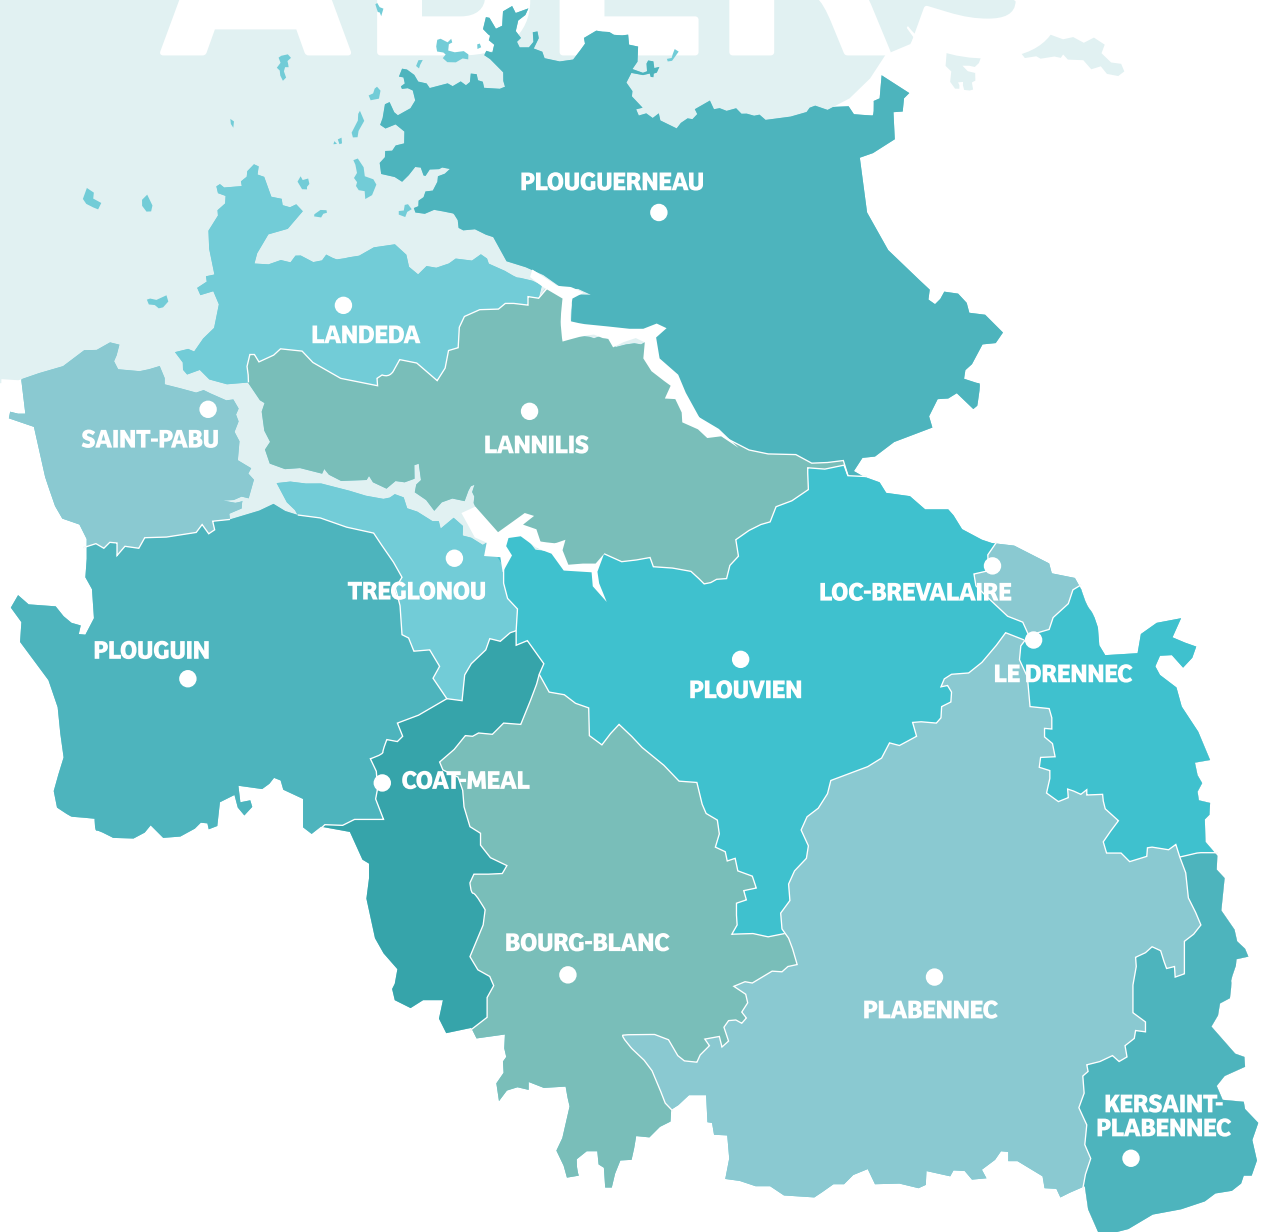 ABER
PLOUGUERNEAU
LANDEDA
SAINT-PABU
LANNILIS
TREGLONOU
LOC-BREVALAIRE
PLOUGUIN
LE DRENNEC
PLOUVIEN
COAT-MEAL
BOURG-BLANC
PLABENNEC
KERSAINT-
PLABENNEC